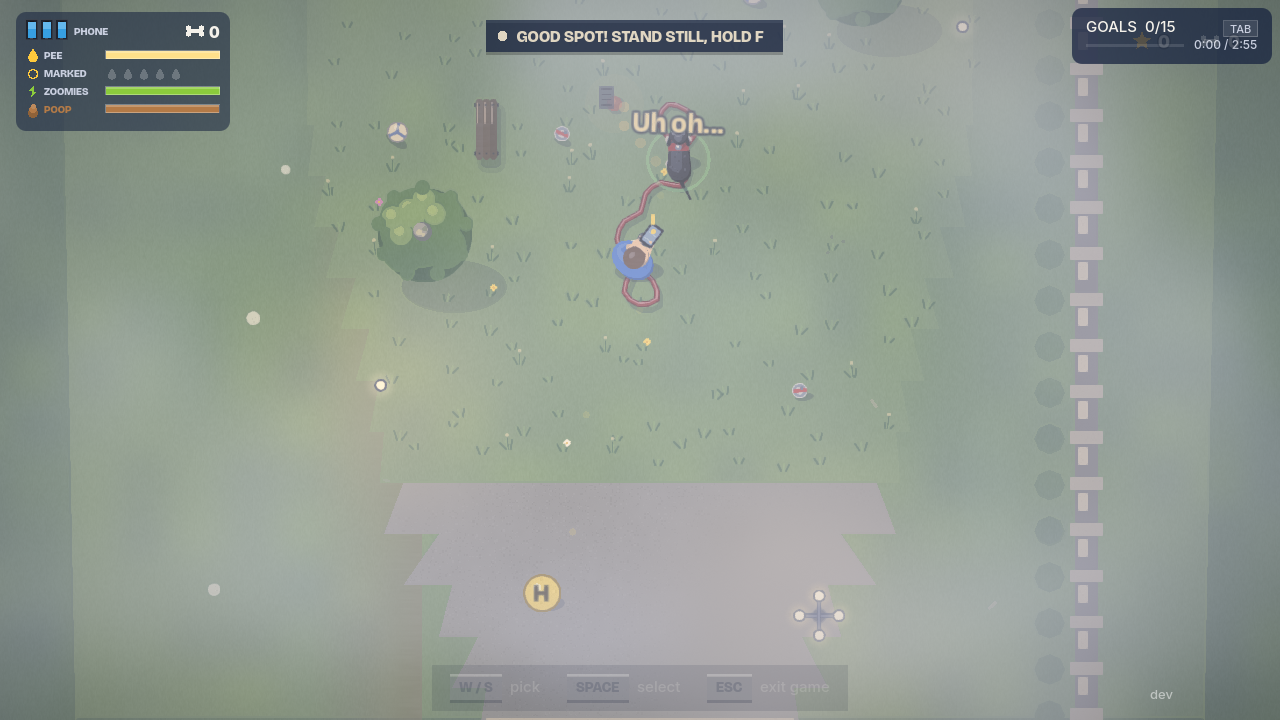 PHONE 0
PEE
MARKED
ZOOMIES
POOP
GOOD SPOT! STAND STILL, HOLD F
GOALS 0/15 TAB
0
0:00 / 2:55
Uh oh...
H
W / S pick SPACE select ESC exit game
dev